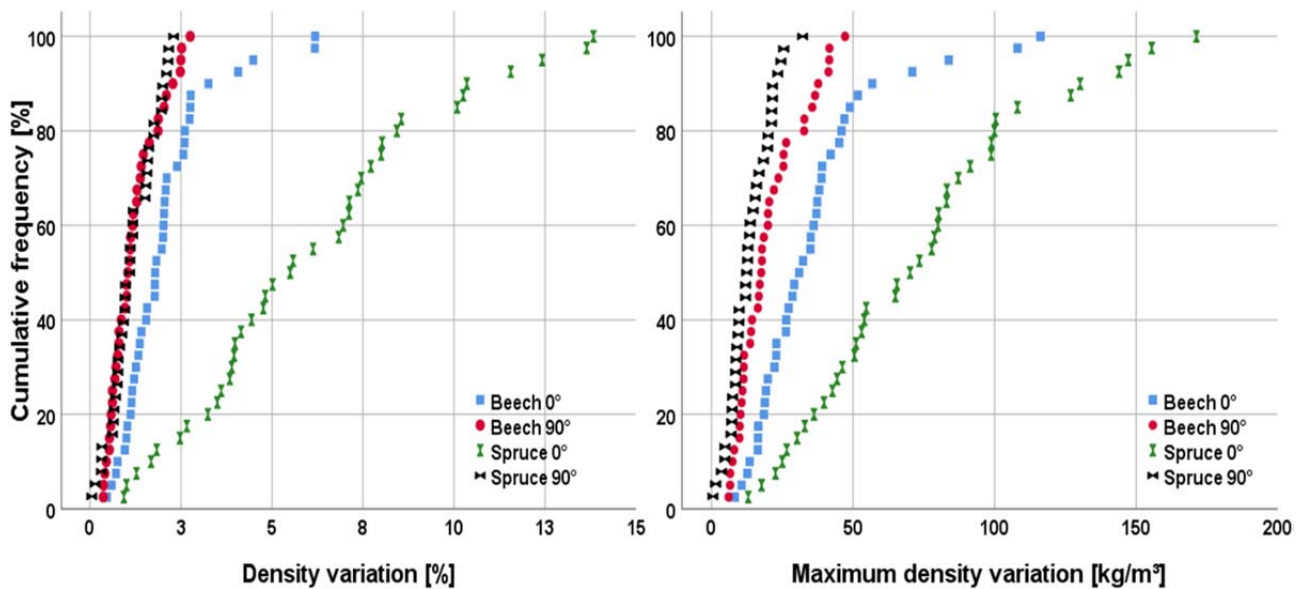 100
80
60
40
20
0
Cumulative frequency [%]
0 3 5 8 10 13 15
Density variation [%]
Beech 0°
Beech 90°
Spruce 0°
Spruce 90°
100
80
60
40
20
0
0 50 100 150 200
Maximum density variation [kg/m³]
Beech 0°
Beech 90°
Spruce 0°
Spruce 90°